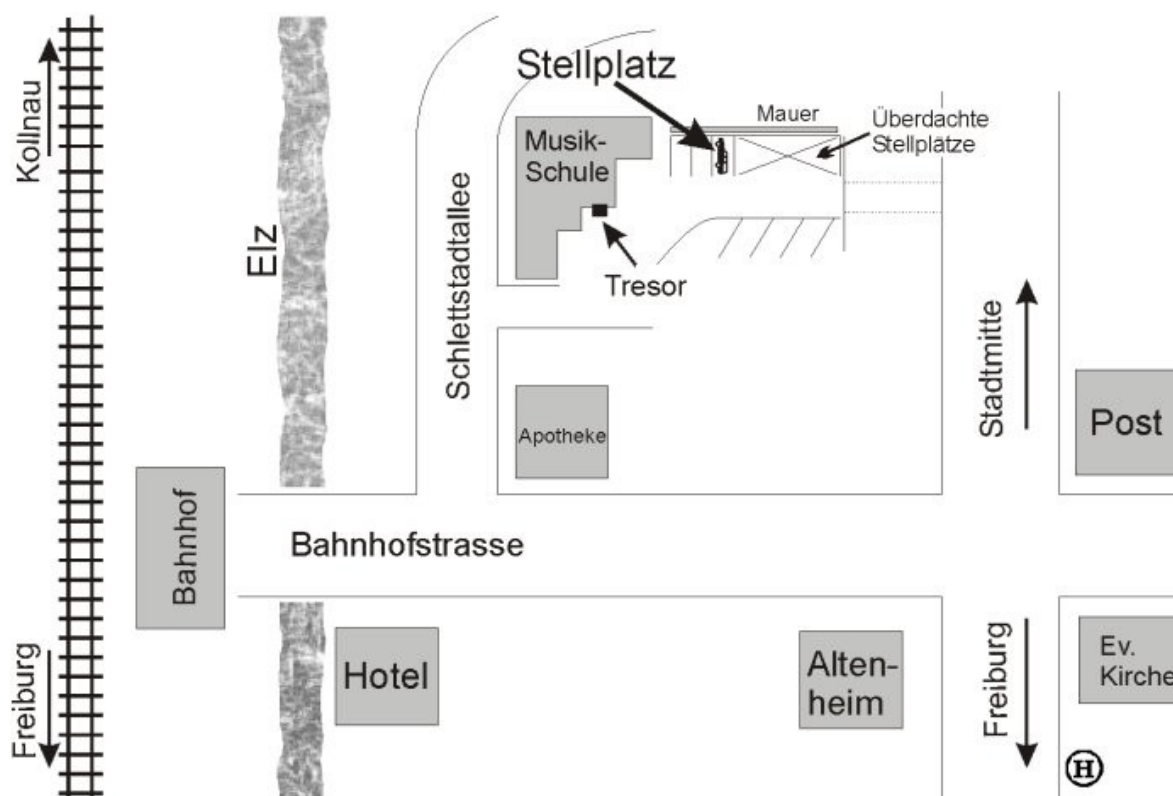 Kollnau
Stellplatz
Mauer
Überdachte
Stellplätze
Musik-
Schule
Elz
Schlettstadtallee
Tresor
Stadtmitte
Post
Apotheke
Bahnhof
Bahnhofstrasse
Freiburg
Hotel
Alten-
heim
Freiburg
Ev.
Kirche
H